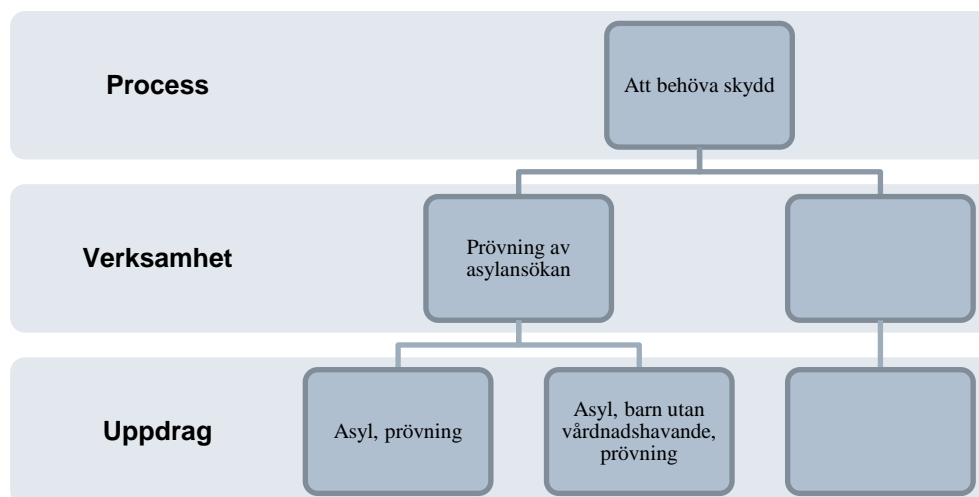 Process
Att behöva skydd
Verksamhet
Prövning av
asylansökan
Uppdrag
Asyl, prövning
Asyl, barn utan
vårdnadshavande,
prövning